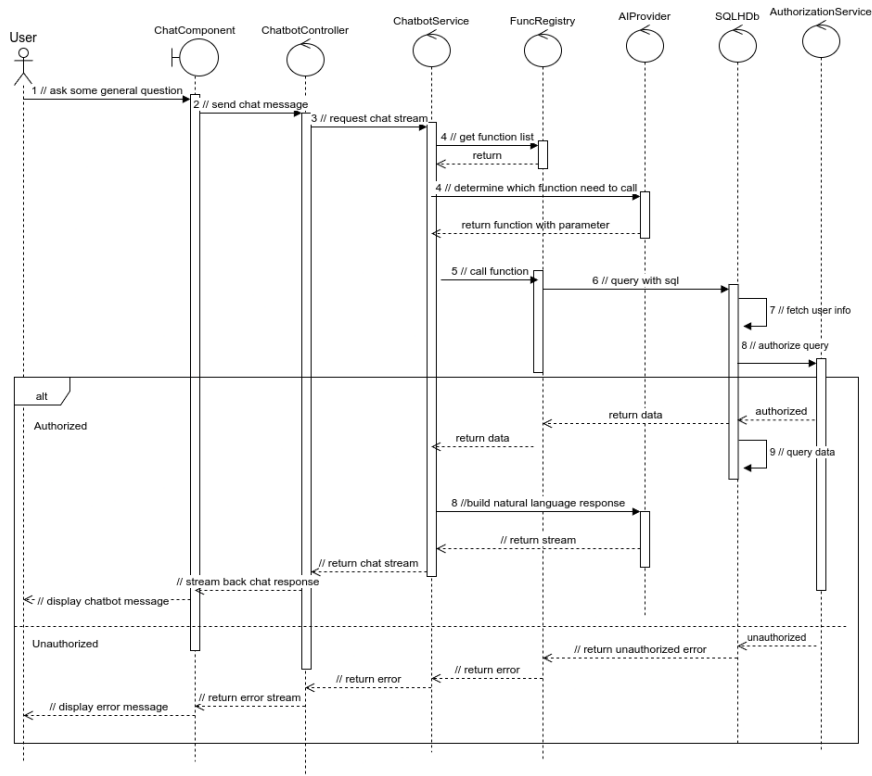 User
ChatComponent
ChatbotController
ChatbotService
FuncRegistry
AIProvider
SQLHDb
AuthorizationService
1 // ask some general question
2 // send chat message
3 // request chat stream
4 // get function list
return
4 // determine which function need to call
return function with parameter
5 // call function
6 // query with sql
7 // fetch user info
8 // authorize query
alt
Authorized
authorized
return data
return data
9 // query data
8 //build natural language response
// return stream
// return chat stream
// stream back chat response
// display chatbot message
Unauthorized
unauthorized
// return unauthorized error
// return error
// return error
// return error stream
// display error message